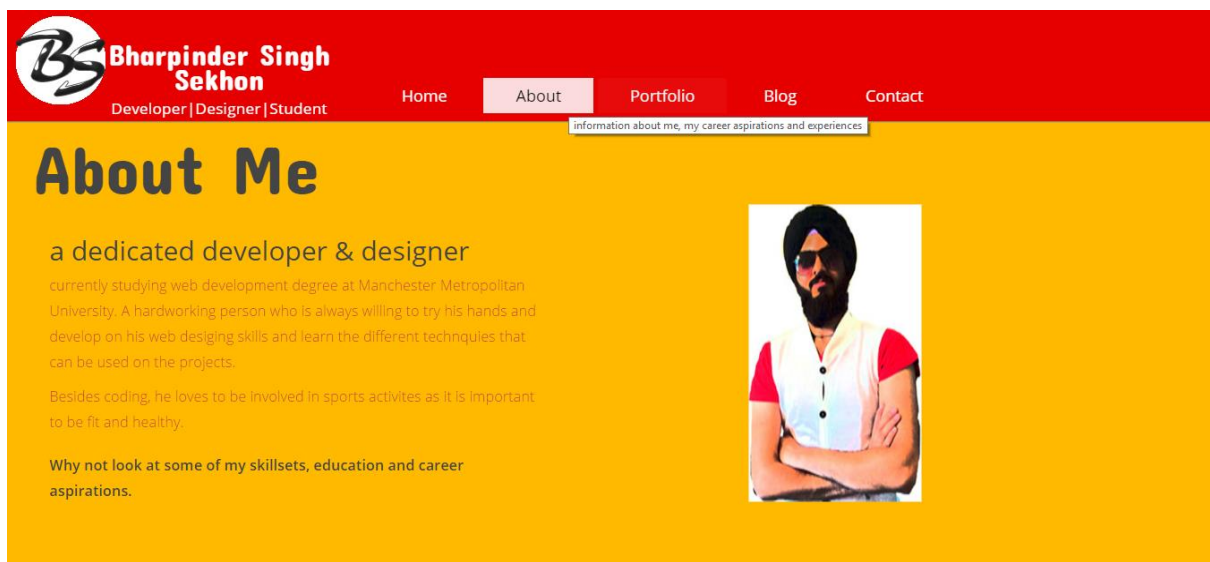 BS
Bharpinder Singh
Sekhon
Developer|Designer|Student
Home About Portfolio Blog Contact
information about me, my career aspirations and experiences
About Me
a dedicated developer & designer
currently studying web development degree at Manchester Metropolitan
University. A hardworking person who is always willing to try his hands and
develop on his web desiging skills and learn the different technquies that
can be used on the projects.
Besides coding, he loves to be involved in sports activites as it is important
to be fit and healthy.
Why not look at some of my skillsets, education and career
aspirations.